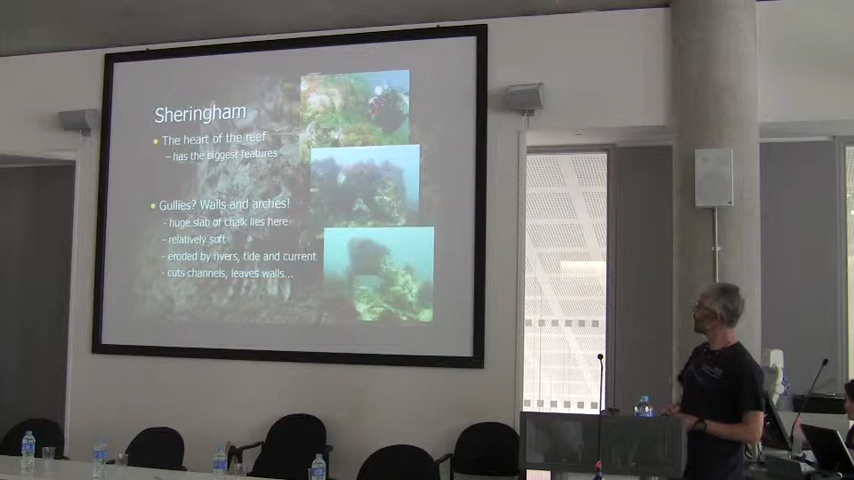 Sheringham
The heart of the reef
– has the biggest features
Gullies? Walls and arches!
- huge slab of chalk lies here
- relatively soft
- eroded by rivers, tide and current
- cuts channels, leaves walls...